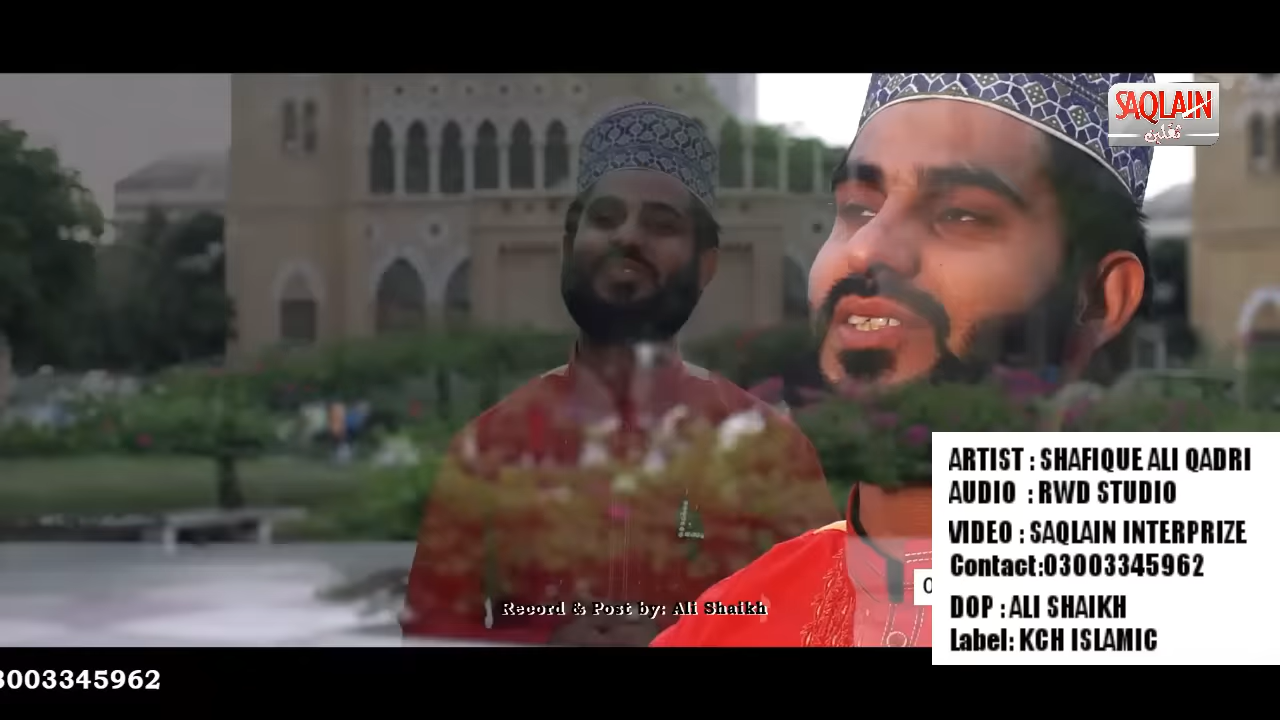 SAQLAIN
ثقلین
ARTIST : SHAFIQUE ALI QADRI
AUDIO : RWD STUDIO
VIDEO : SAQLAIN INTERPRIZE
Contact:03003345962
DOP : ALI SHAIKH
Label: KCH ISLAMIC
Record & Post by: Ali Shaikh
3003345962